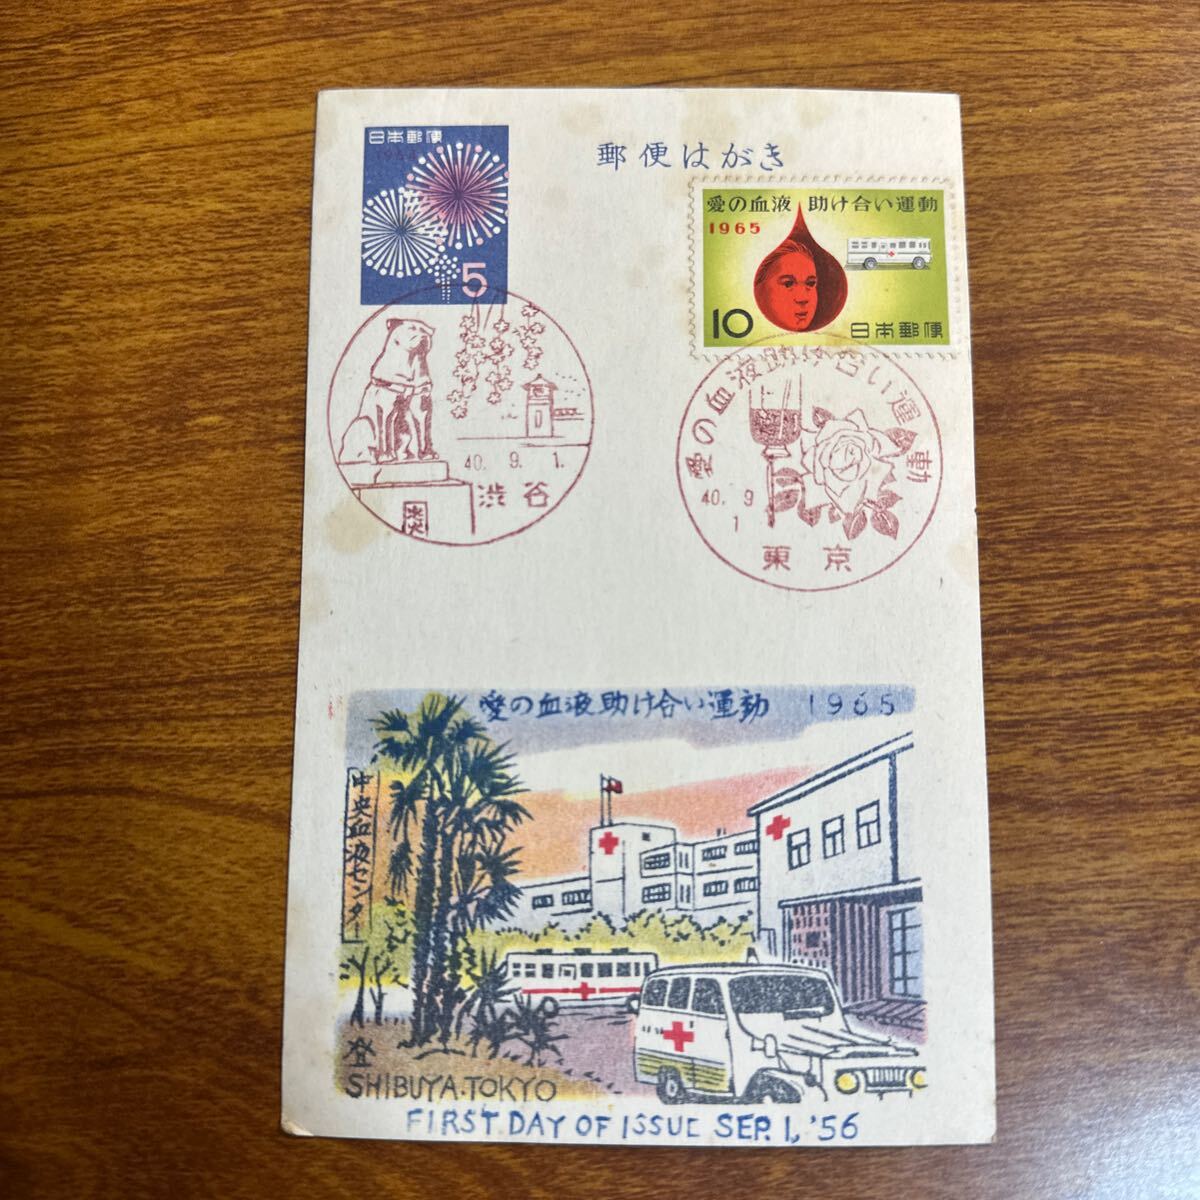 日本郵便
5
郵便はがき
愛の血液 助け合い運動
1965
10
日本郵便
40. 9. 1.
渋谷
愛の血液助け合い運動
40. 9
1
東京
愛の血液助け合い運動 1965
中央血液センター
登
SHIBUYA.TOKYO
FIRST DAY OF ISSUE SEP. 1, '56